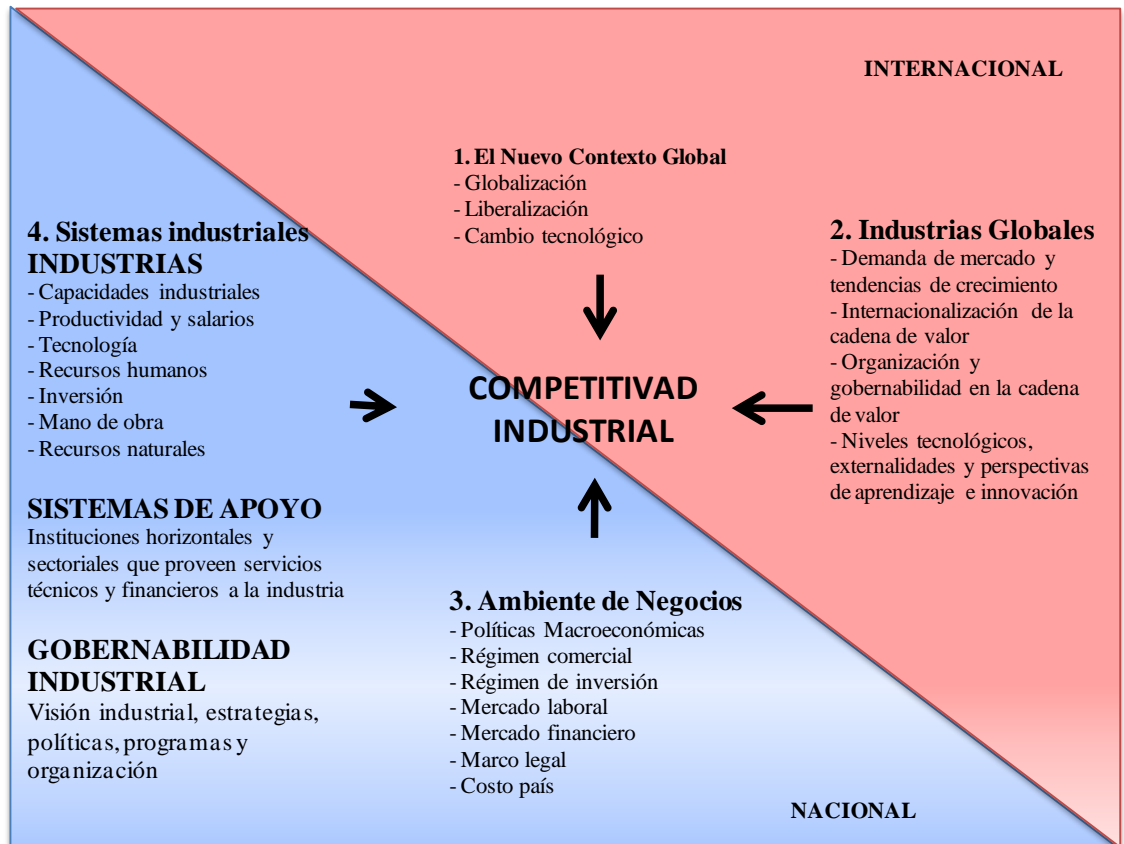 INTERNACIONAL
1. El Nuevo Contexto Global
- Globalización
- Liberalización
- Cambio tecnológico
2. Industrias Globales
- Demanda de mercado y
tendencias de crecimiento
- Internacionalización de la
cadena de valor
- Organización y
gobernabilidad en la cadena
de valor
- Niveles tecnológicos,
externalidades y perspectivas
de aprendizaje e innovación
4. Sistemas industriales
INDUSTRIAS
- Capacidades industriales
- Productividad y salarios
- Tecnología
- Recursos humanos
- Inversión
- Mano de obra
- Recursos naturales
SISTEMAS DE APOYO
Instituciones horizontales y
sectoriales que proveen servicios
técnicos y financieros a la industria
GOBERNABILIDAD
INDUSTRIAL
Visión industrial, estrategias,
políticas, programas y
organización
COMPETITIVAD
INDUSTRIAL
3. Ambiente de Negocios
- Políticas Macroeconómicas
- Régimen comercial
- Régimen de inversión
- Mercado laboral
- Mercado financiero
- Marco legal
- Costo país
NACIONAL